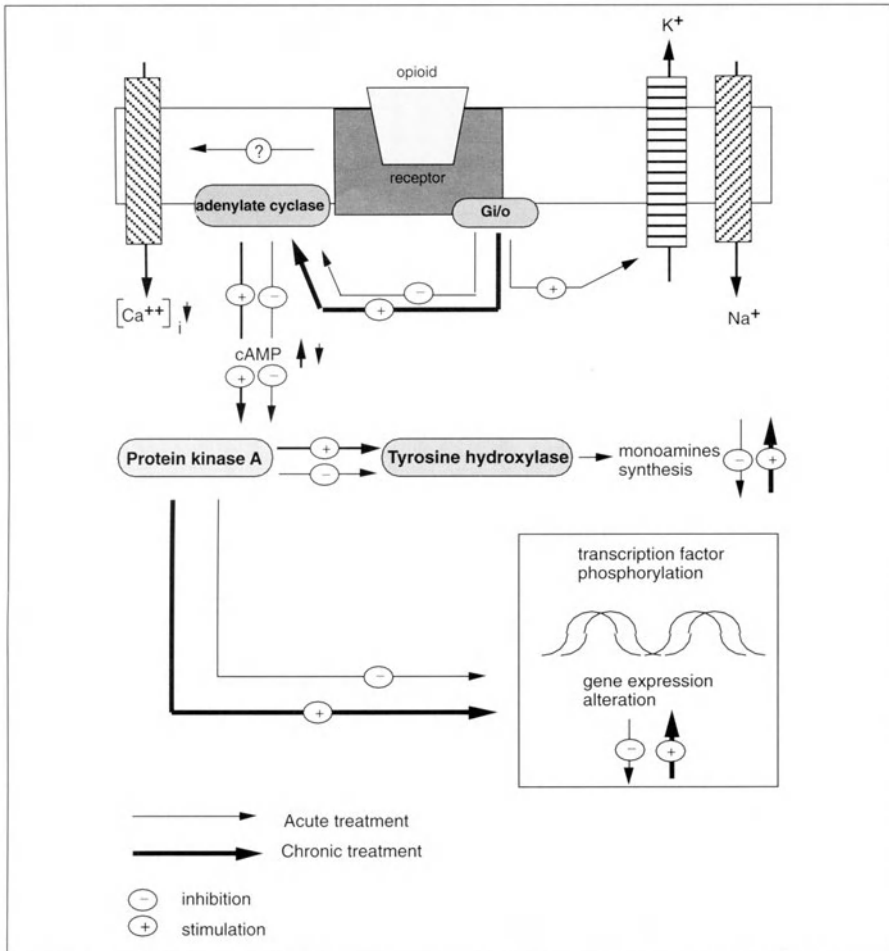 K+
opioid
?
receptor
adenylate cyclase
Gi/o
−
+
+
−
+
[Ca++]i
Na+
cAMP
+
−
Protein kinase A
+
−
Tyrosine hydroxylase
monoamines
synthesis
−
+
transcription factor
phosphorylation
gene expression
alteration
−
+
−
+
Acute treatment
Chronic treatment
− inhibition
+ stimulation